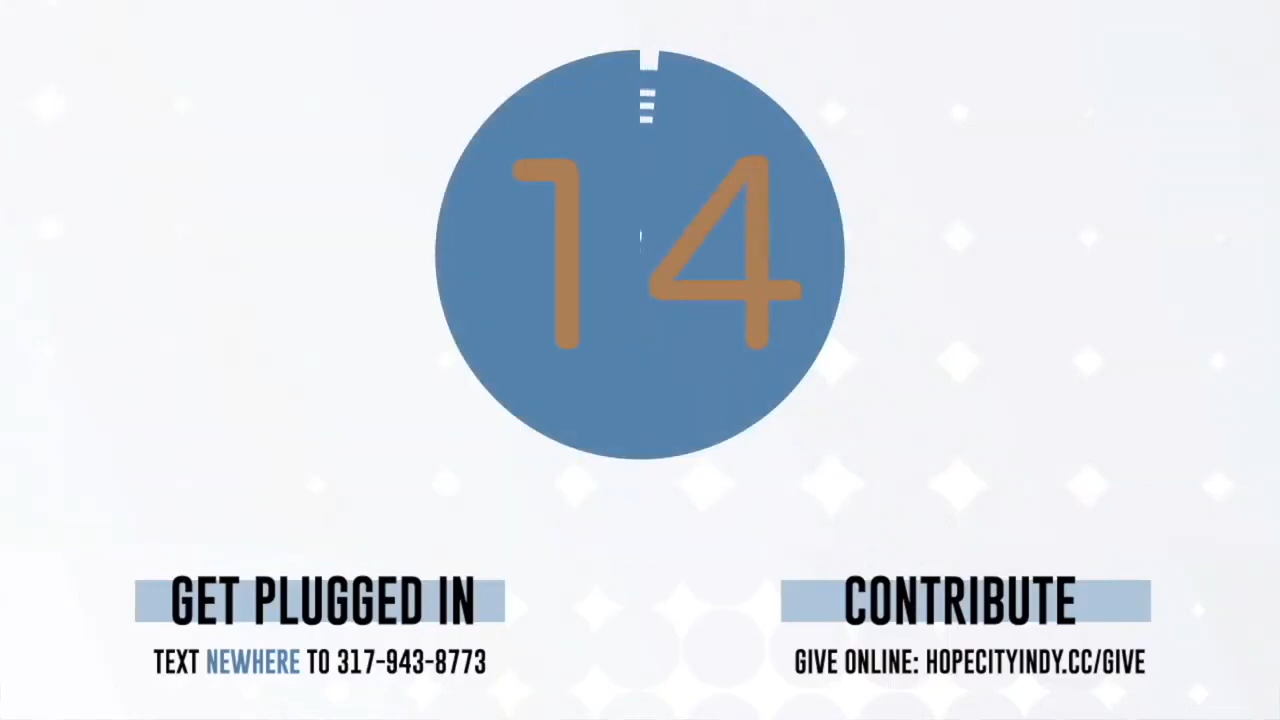 14
GET PLUGGED IN
TEXT NEWHERE TO 317-943-8773
CONTRIBUTE
GIVE ONLINE: HOPECITYINDY.CC/GIVE